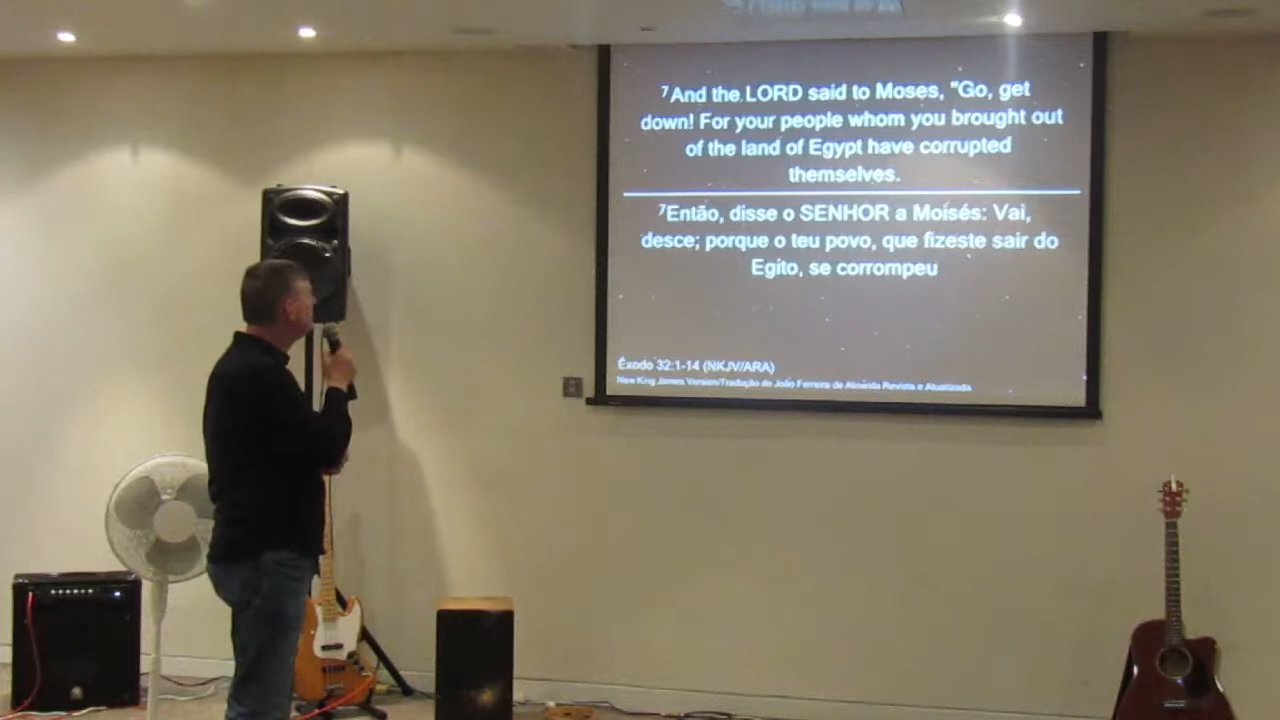 ⁷And the LORD said to Moses, "Go, get
down! For your people whom you brought out
of the land of Egypt have corrupted
themselves.
⁷Então, disse o SENHOR a Moisés: Vai,
desce; porque o teu povo, que fizeste sair do
Egito, se corrompeu
Êxodo 32:1-14 (NKJV/ARA)
New King James Version/Tradução de João Ferreira de Almeida Revista e Atualizada